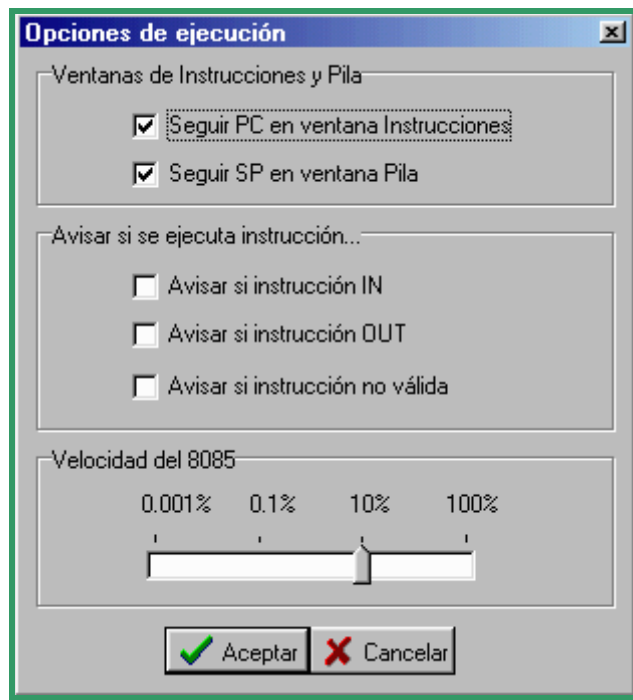 Opciones de ejecución
Ventanas de Instrucciones y Pila
Seguir PC en ventana Instrucciones
Seguir SP en ventana Pila
Avisar si se ejecuta instrucción...
Avisar si instrucción IN
Avisar si instrucción OUT
Avisar si instrucción no válida
Velocidad del 8085
0.001% 0.1% 10% 100%
Aceptar Cancelar